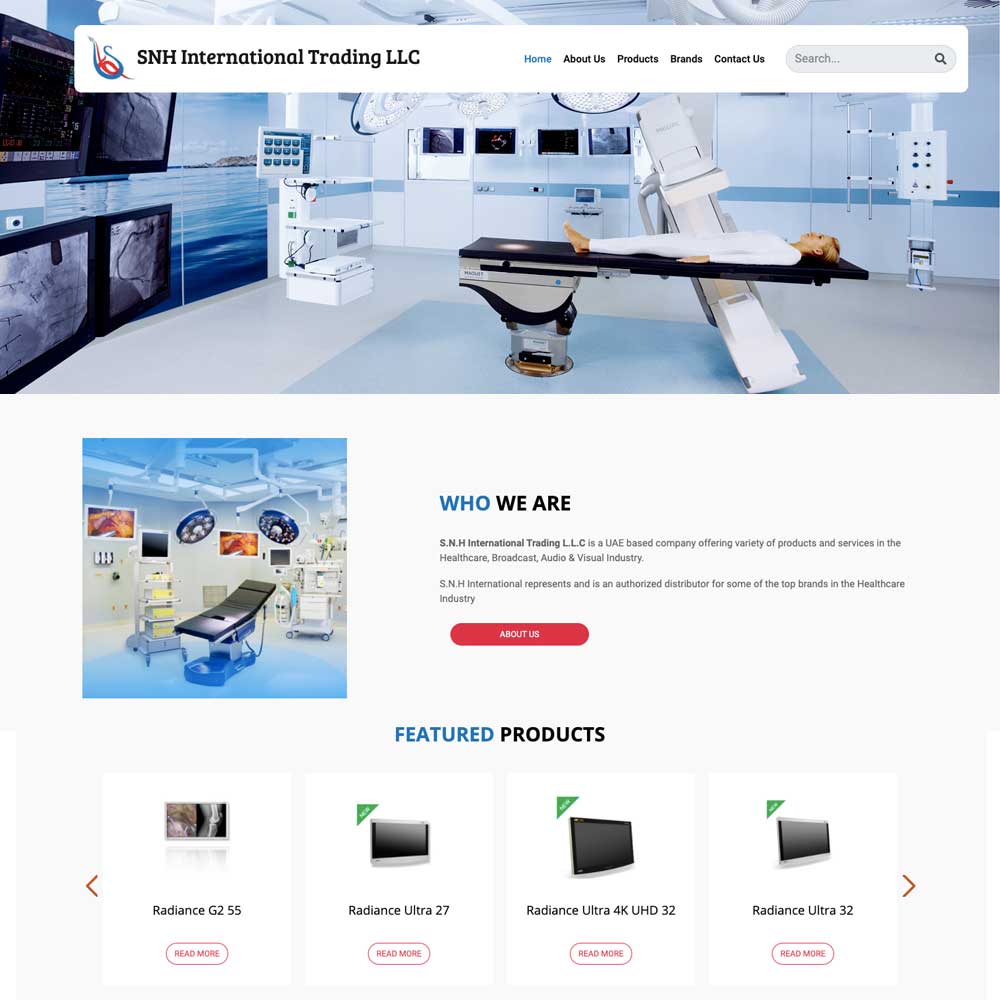 SNH International Trading LLC
Home About Us Products Brands Contact Us Search...
MAQUET
MAQUET
WHO WE ARE
S.N.H International Trading L.L.C is a UAE based company offering variety of products and services in the
Healthcare, Broadcast, Audio & Visual Industry.
S.N.H International represents and is an authorized distributor for some of the top brands in the Healthcare
Industry
ABOUT US
FEATURED PRODUCTS
NEW
NEW
NEW
Radiance G2 55
Radiance Ultra 27
Radiance Ultra 4K UHD 32
Radiance Ultra 32
READ MORE
READ MORE
READ MORE
READ MORE